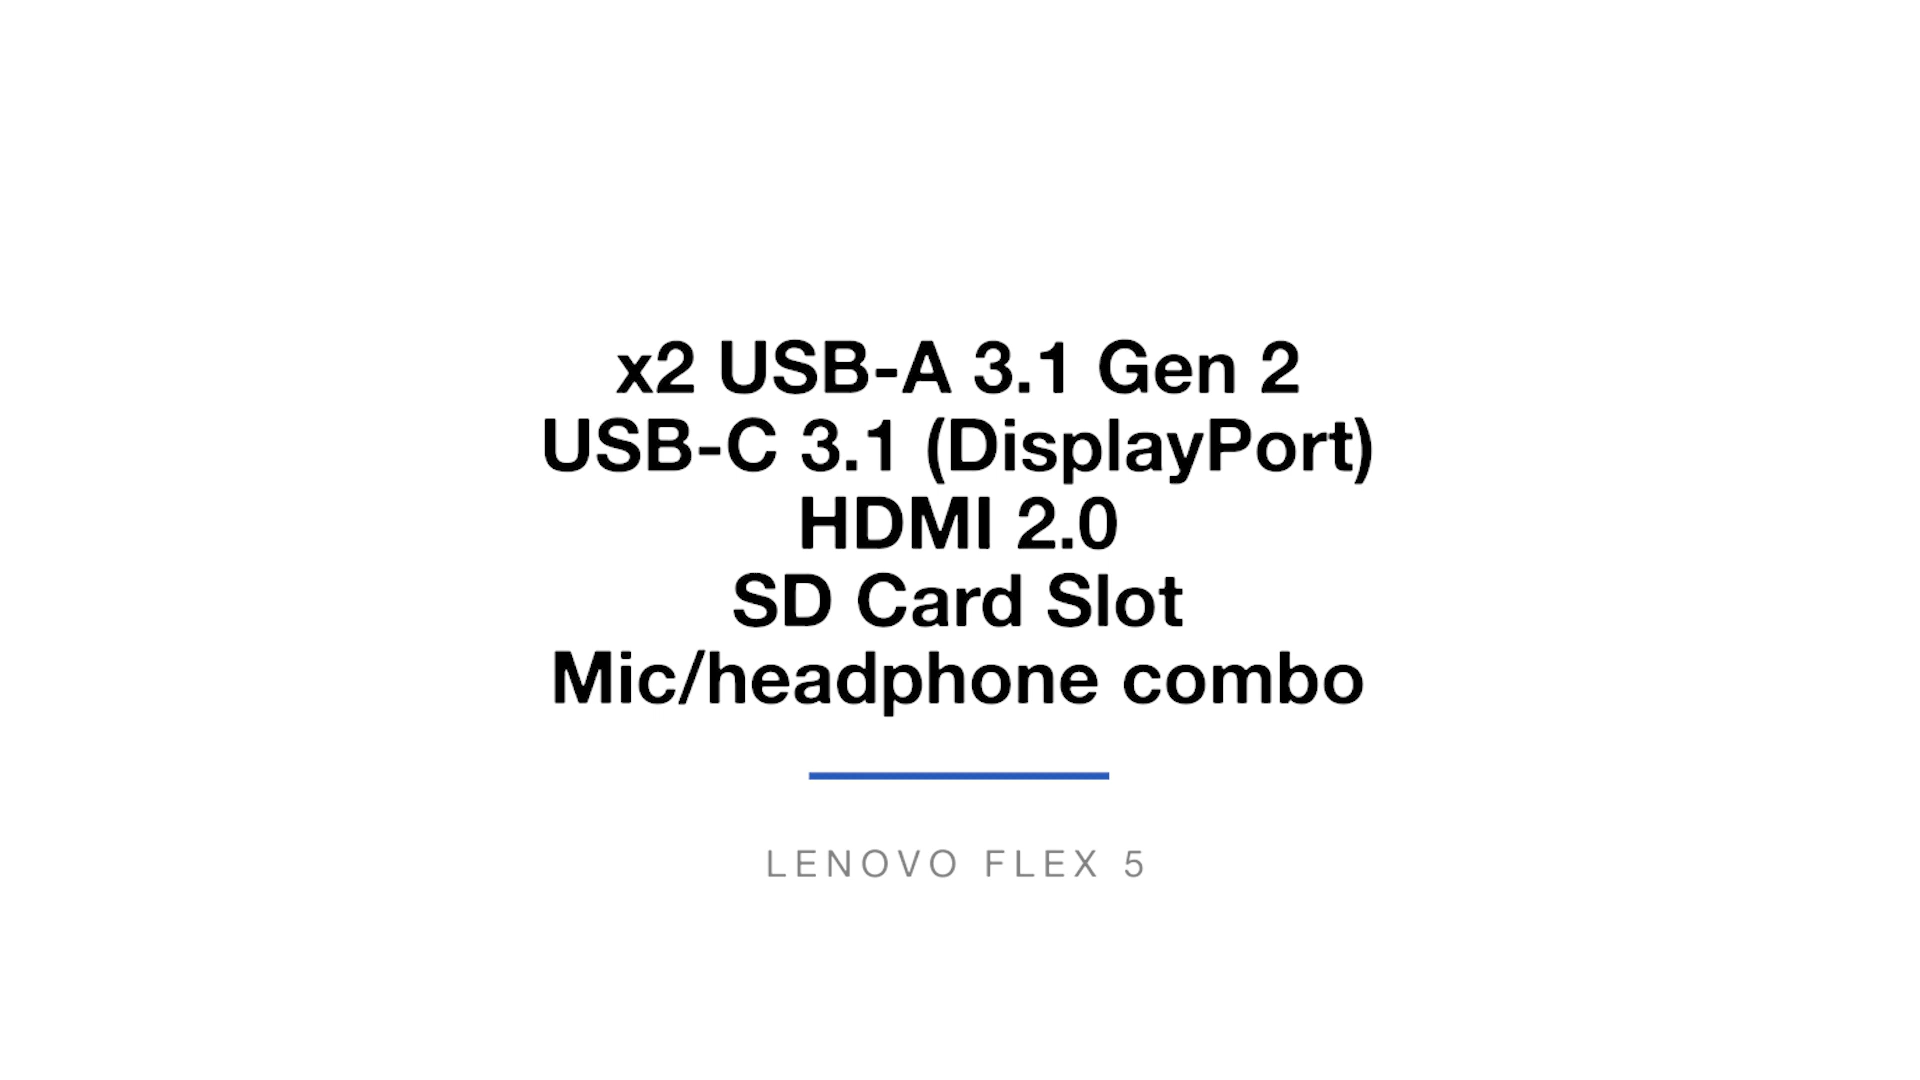 x2 USB-A 3.1 Gen 2
USB-C 3.1 (DisplayPort)
HDMI 2.0
SD Card Slot
Mic/headphone combo
LENOVO FLEX 5